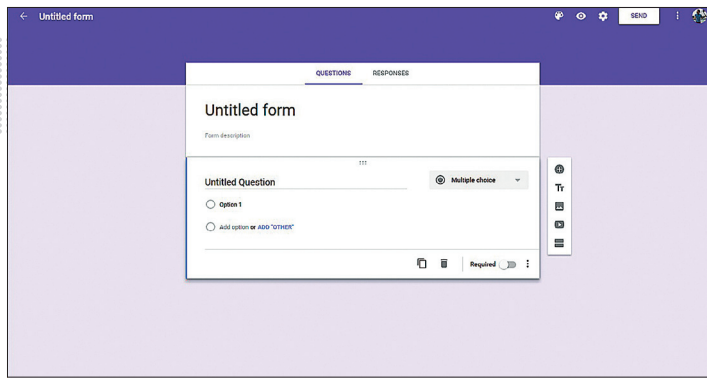 Untitled form
SEND
QUESTIONS RESPONSES
Untitled form
Form description
Untitled Question
Multiple choice
Option 1
Add option or ADD "OTHER"
Tт
Required